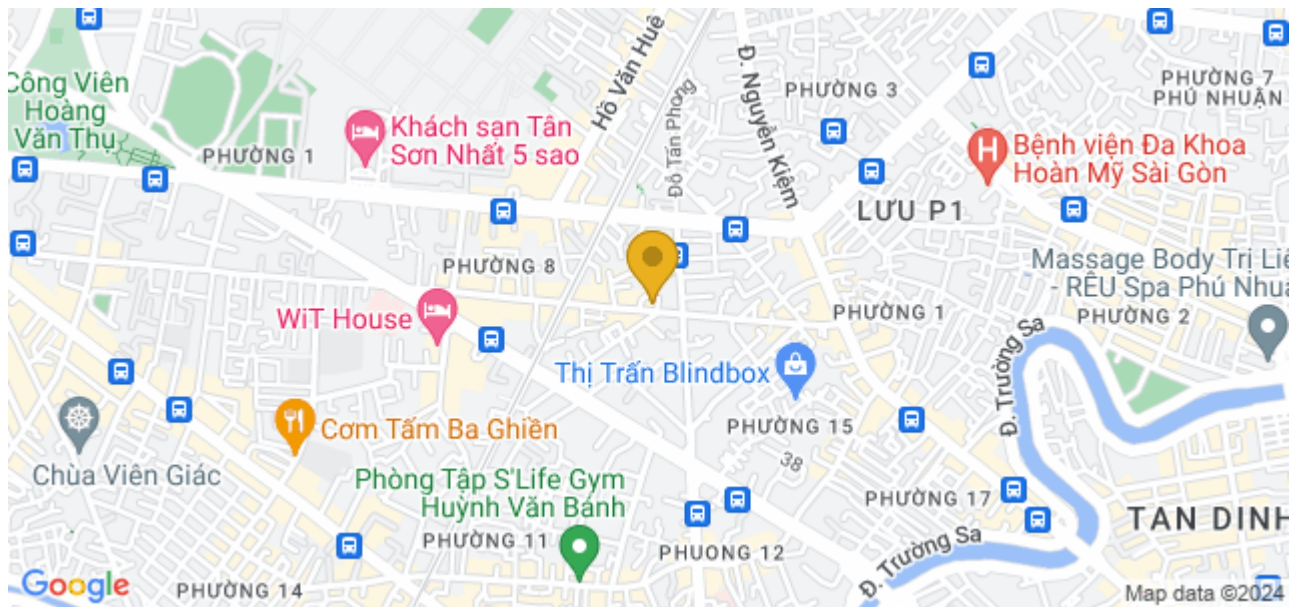 Hồ Văn Huê
Đỗ Tấn Phong
Đ. Nguyễn Kiệm
PHƯỜNG 3
PHƯỜNG 7
PHÚ NHUẬN
Công Viên
Hoàng
Văn Thụ
PHƯỜNG 1
Khách sạn Tân
Sơn Nhất 5 sao
H
Bệnh viện Đa Khoa
Hoàn Mỹ Sài Gòn
LƯU P1
PHƯỜNG 8
Massage Body Trị Liệ
- RÊU Spa Phú Nhuậ
WiT House
PHƯỜNG 1
PHƯỜNG 2
Đ. Trường Sa
Thị Trấn Blindbox
Cơm Tấm Ba Ghiền
PHƯỜNG 15
38
Chùa Viên Giác
Phòng Tập S'Life Gym
Huỳnh Văn Bánh
PHƯỜNG 17
TAN DINH
PHƯỜNG 11
PHUONG 12
Đ. Trường Sa
PHƯỜNG 14
Google
Map data ©2024